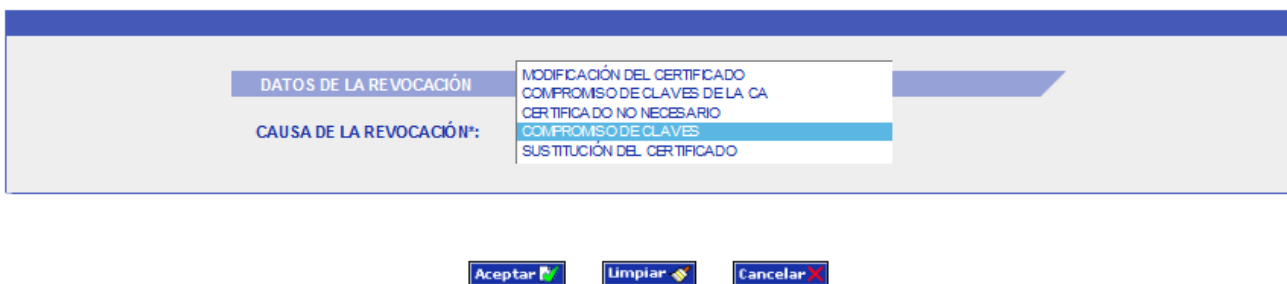 DATOS DE LA REVOCACIÓN
MODIFICACIÓN DEL CERTIFICADO
COMPROMISO DE CLAVES DE LA CA
CERTIFICADO NO NECESARIO
CAUSA DE LA REVOCACIÓN*:
COMPROMISO DE CLAVES
SUSTITUCIÓN DEL CERTIFICADO
Aceptar Limpiar Cancelar